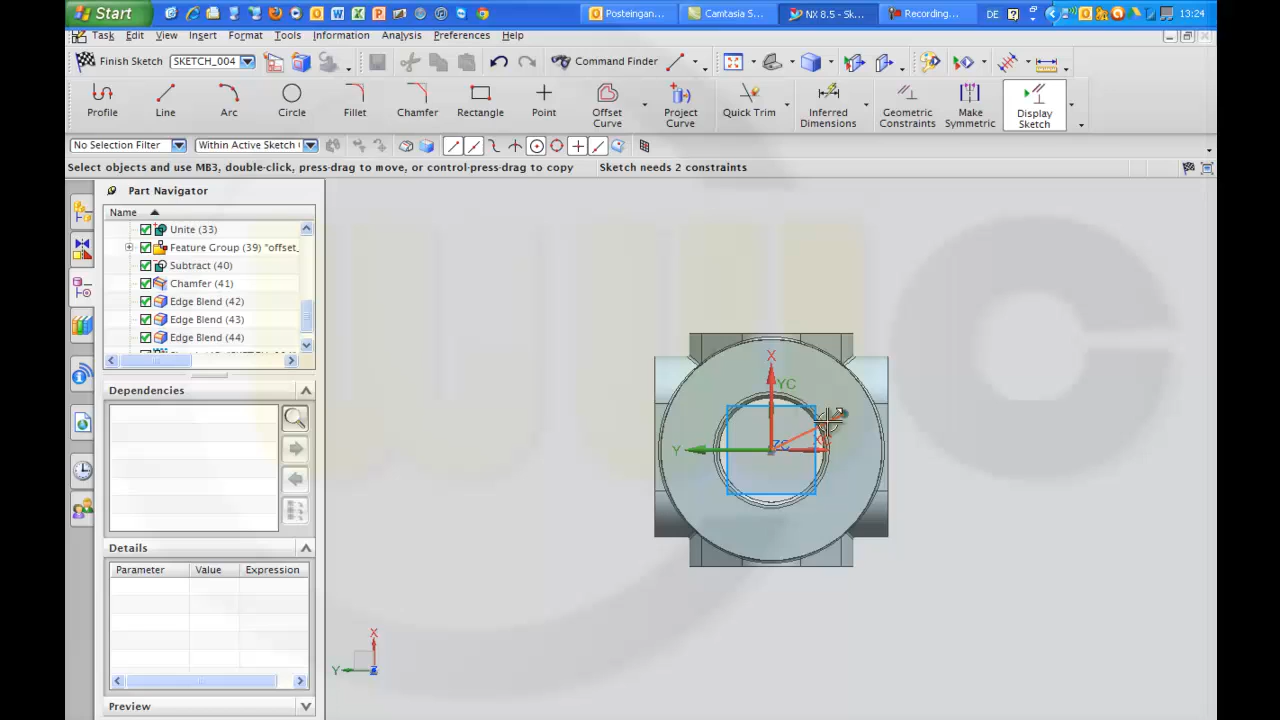 Start
Posteingan...
Camtasia S...
NX 8.5 - Sk...
Recording...
DE
13:24
Task Edit View Insert Format Tools Information Analysis Preferences Help
Finish Sketch SKETCH_004 Command Finder
Profile Line Arc Circle Fillet Chamfer Rectangle Point Offset Curve Project Curve Quick Trim Inferred Dimensions Geometric Constraints Make Symmetric Display Sketch
No Selection Filter Within Active Sketch
Select objects and use MB3, double-click, press-drag to move, or control-press-drag to copy Sketch needs 2 constraints
Part Navigator
Name
Unite (33)
Feature Group (39) "offset_
Subtract (40)
Chamfer (41)
Edge Blend (42)
Edge Blend (43)
Edge Blend (44)
Dependencies
Details
Parameter Value Expression
Preview
X
YC
Y
ZC
X
Y
Z